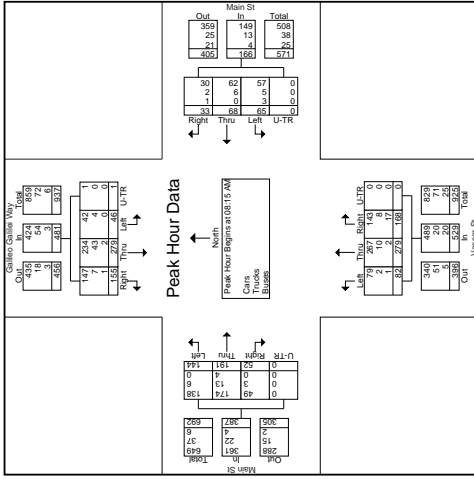 Main St
Out In Total
359 149 508
25 13 38
21 4 25
405 166 571
30 62 57 0
2 6 5 0
1 0 3 0
33 68 65 0
Right Thru Left U-TR
Galileo Galilie Way
Out In Total
435 424 859
18 54 72
3 3 6
456 481 937
147 234 42 1
7 43 4 0
1 2 0 0
155 279 46 1
Right Thru Left U-TR
Peak Hour Data
North
Peak Hour Begins at 08:15 AM
Cars
Trucks
Buses
Left Thru Right U-TR
79 267 143 0
2 10 8 0
1 2 17 0
82 279 168 0
340 489 829
51 20 71
5 20 25
396 529 925
Out In Total
Left Thru Right U-TR
144 191 52 0
0 4 0 0
6 13 3 0
138 174 49 0
692 387 305
6 4 2
37 22 15
649 361 288
Total In Out
Main St